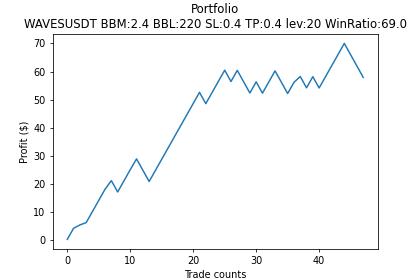 Portfolio
WAVESUSDT BBM:2.4 BBL:220 SL:0.4 TP:0.4 lev:20 WinRatio:69.0
Profit ($)
70
60
50
40
30
20
10
0
0 10 20 30 40
Trade counts